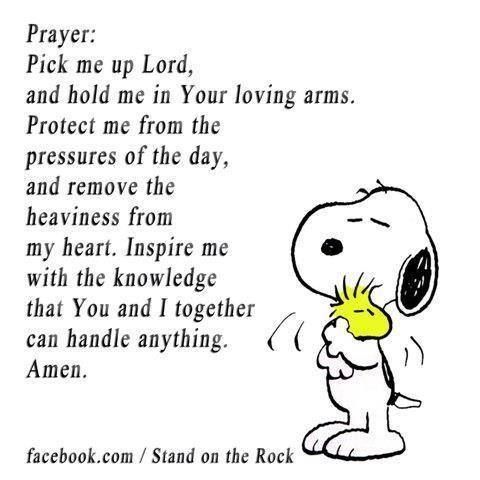 Prayer:
Pick me up Lord,
and hold me in Your loving arms.
Protect me from the
pressures of the day,
and remove the
heaviness from
my heart. Inspire me
with the knowledge
that You and I together
can handle anything.
Amen.
facebook.com / Stand on the Rock